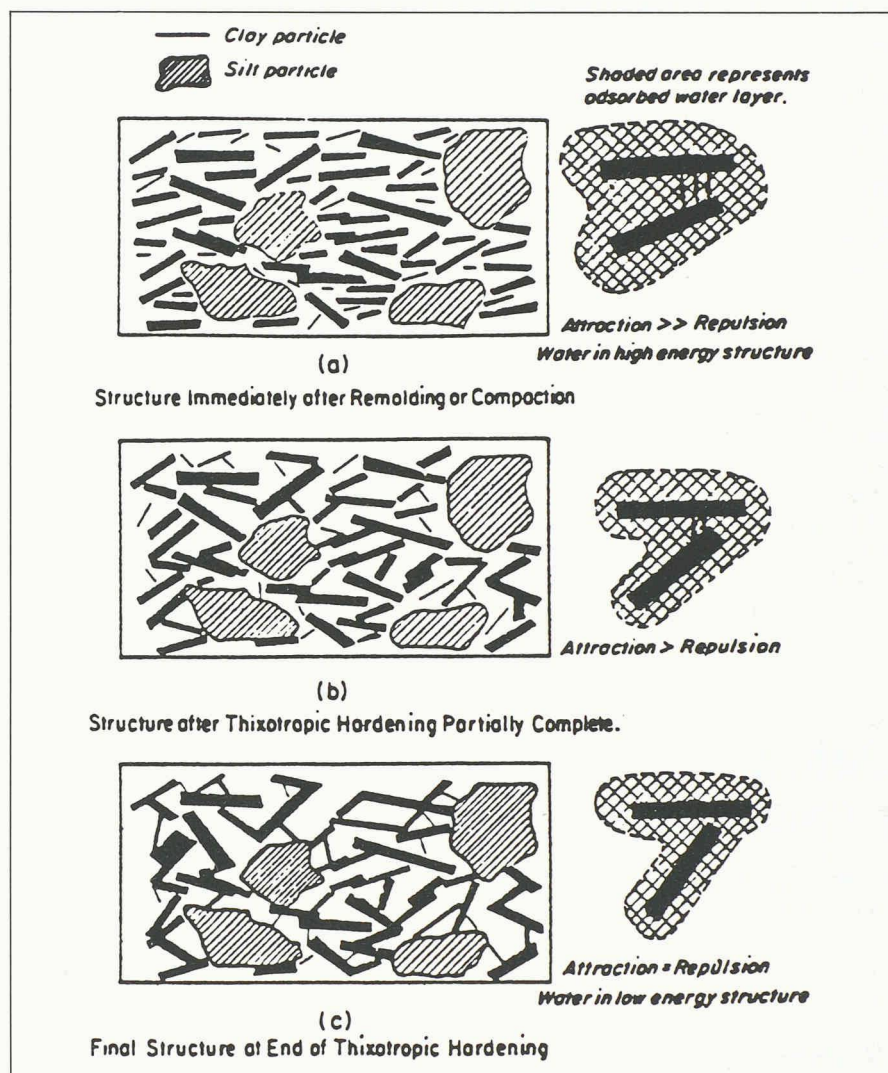 Clay particle
Silt particle
Shaded area represents
adsorbed water layer.
Attraction >> Repulsion
Water in high energy structure
(a)
Structure Immediately after Remolding or Compaction
Attraction > Repulsion
(b)
Structure after Thixotropic Hardening Partially Complete.
Attraction = Repulsion
Water in low energy structure
(c)
Final Structure at End of Thixotropic Hardening